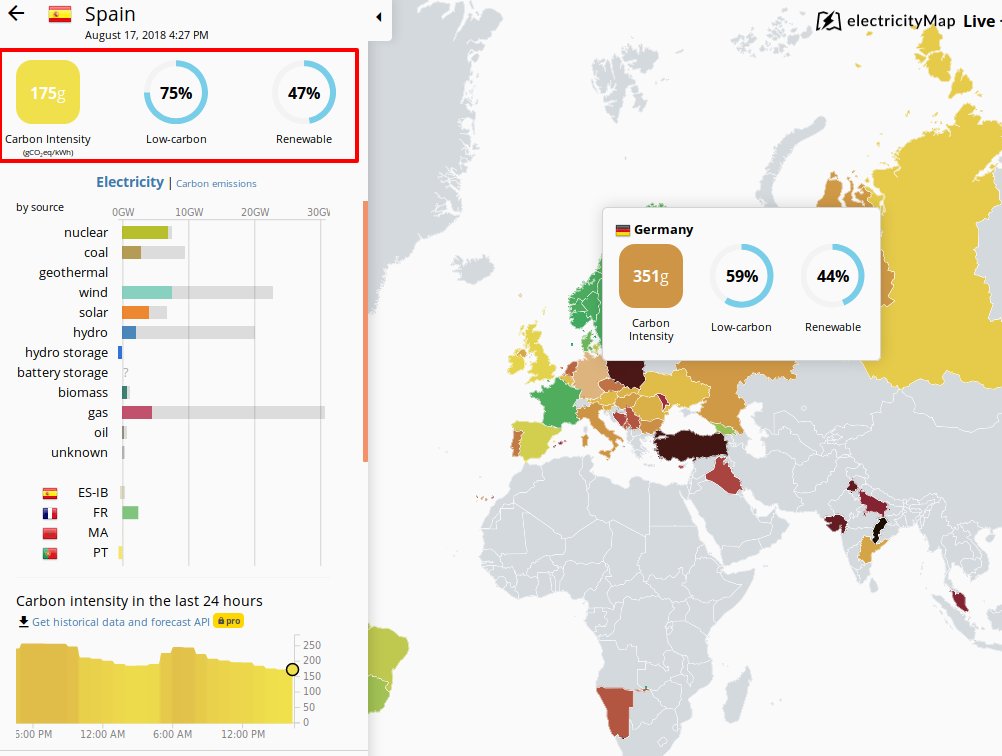 Spain
August 17, 2018 4:27 PM
175g
75%
47%
Carbon Intensity
(gCO₂eq/kWh)
Low-carbon
Renewable
Electricity | Carbon emissions
by source
0GW 10GW 20GW 30GW
nuclear
coal
geothermal
wind
solar
hydro
hydro storage
battery storage ?
biomass
gas
oil
unknown
ES-IB
FR
MA
PT
Carbon intensity in the last 24 hours
Get historical data and forecast API pro
250
200
150
100
50
0
12:00 AM 6:00 AM 12:00 PM
electricityMap Live
Germany
351g
59%
44%
Carbon
Intensity
Low-carbon
Renewable